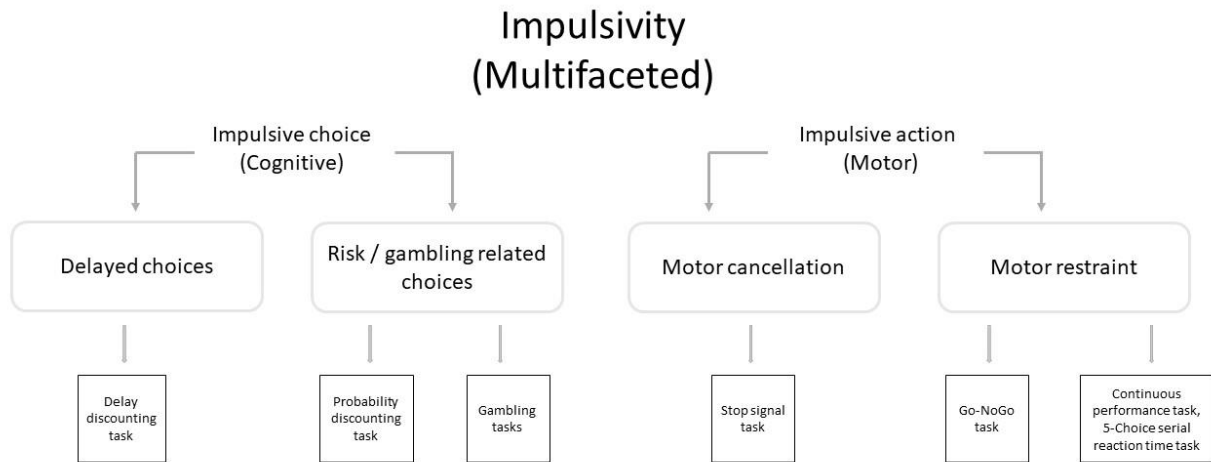 Impulsivity
(Multifaceted)
Impulsive choice
(Cognitive)
Impulsive action
(Motor)
Delayed choices
Risk / gambling related
choices
Motor cancellation
Motor restraint
Delay
discounting
task
Probability
discounting
task
Gambling
tasks
Stop signal
task
Go-NoGo
task
Continuous
performance task,
5-Choice serial
reaction time task